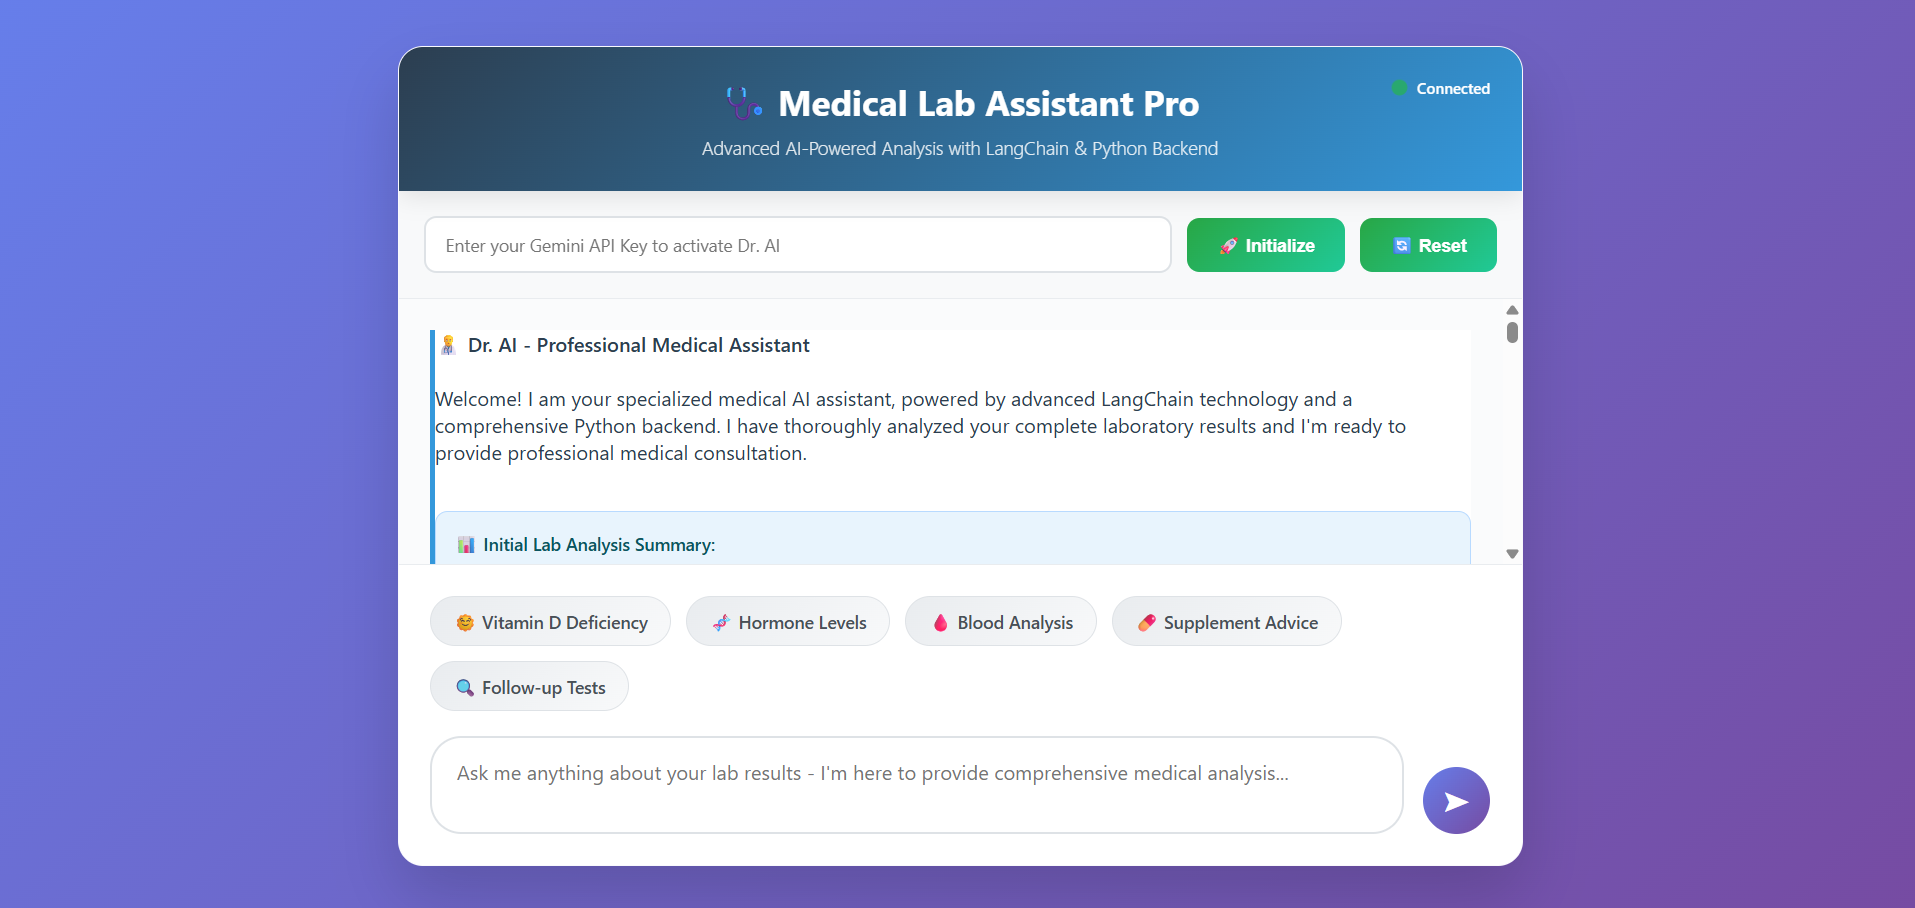 Medical Lab Assistant Pro
Connected
Advanced AI-Powered Analysis with LangChain & Python Backend
Enter your Gemini API Key to activate Dr. AI
Initialize
Reset
Dr. AI - Professional Medical Assistant
Welcome! I am your specialized medical AI assistant, powered by advanced LangChain technology and a
comprehensive Python backend. I have thoroughly analyzed your complete laboratory results and I'm ready to
provide professional medical consultation.
Initial Lab Analysis Summary:
Vitamin D Deficiency
Hormone Levels
Blood Analysis
Supplement Advice
Follow-up Tests
Ask me anything about your lab results - I'm here to provide comprehensive medical analysis...